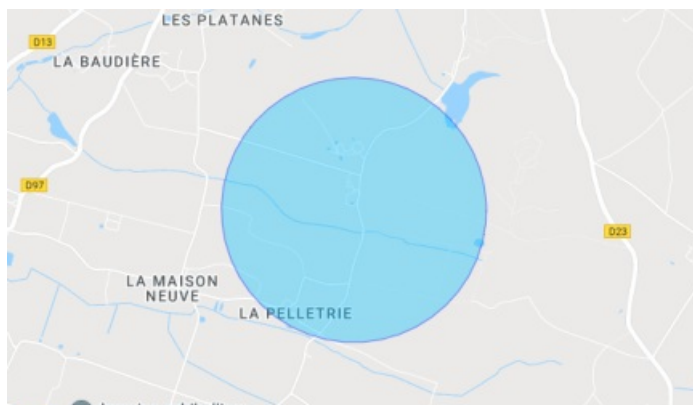 LES PLATANES
D13
LA BAUDIÈRE
D97
D23
LA MAISON
NEUVE
LA PELLETRIE